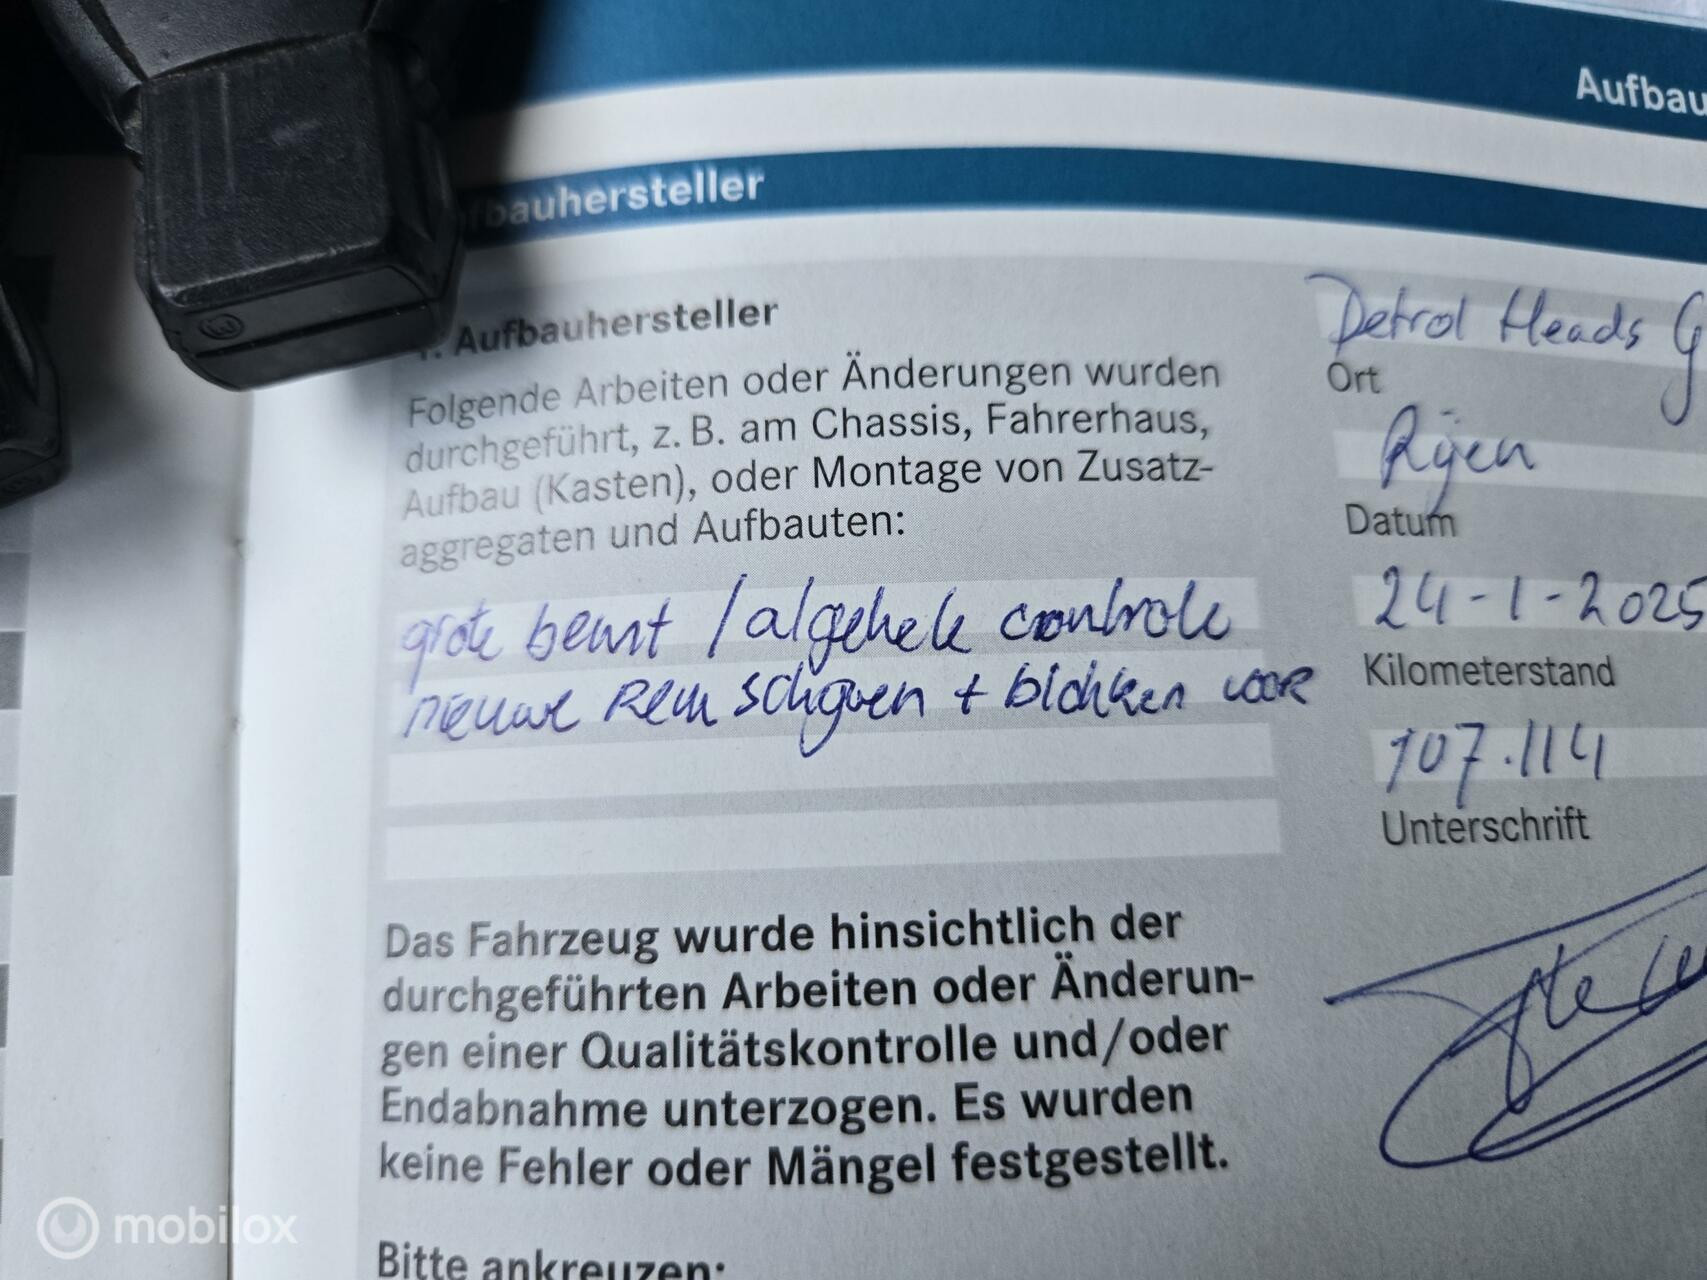 Aufbau
fbauhersteller
1. Aufbauhersteller
Folgende Arbeiten oder Änderungen wurden
durchgeführt, z. B. am Chassis, Fahrerhaus,
Aufbau (Kasten), oder Montage von Zusatz-
aggregaten und Aufbauten:
grote beurt / algehele controle
nieuwe Rem schijven + blokken voor
Das Fahrzeug wurde hinsichtlich der
durchgeführten Arbeiten oder Änderun-
gen einer Qualitätskontrolle und/oder
Endabnahme unterzogen. Es wurden
keine Fehler oder Mängel festgestellt.
Bitte ankreuzen:
Detrol Heads G
Ort
Rijen
Datum
24-1-2025
Kilometerstand
107.114
Unterschrift
mobilox